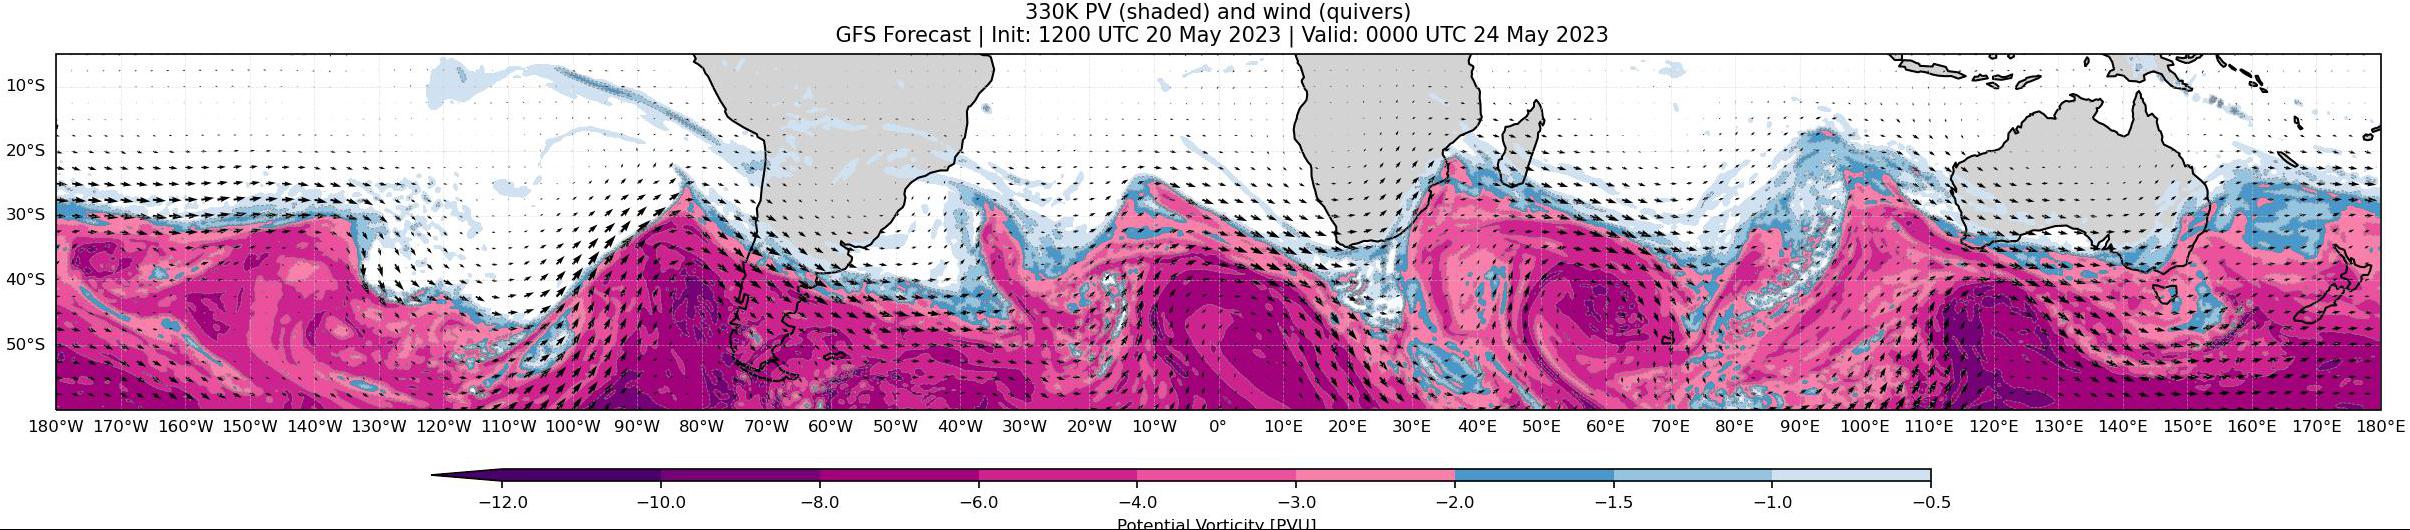 330K PV (shaded) and wind (quivers)
GFS Forecast | Init: 1200 UTC 20 May 2023 | Valid: 0000 UTC 24 May 2023
10°S
20°S
30°S
40°S
50°S
180°W 170°W 160°W 150°W 140°W 130°W 120°W 110°W 100°W 90°W 80°W 70°W 60°W 50°W 40°W 30°W 20°W 10°W 0° 10°E 20°E 30°E 40°E 50°E 60°E 70°E 80°E 90°E 100°E 110°E 120°E 130°E 140°E 150°E 160°E 170°E 180°E
−12.0 −10.0 −8.0 −6.0 −4.0 −3.0 −2.0 −1.5 −1.0 −0.5
Potential Vorticity [PVU]